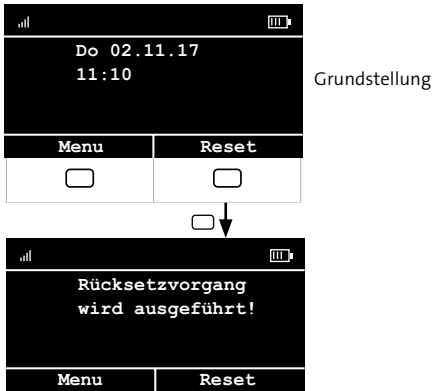 Do 02.11.17
11:10
Grundstellung
Menu Reset
Rücksetzvorgang
wird ausgeführt!
Menu Reset